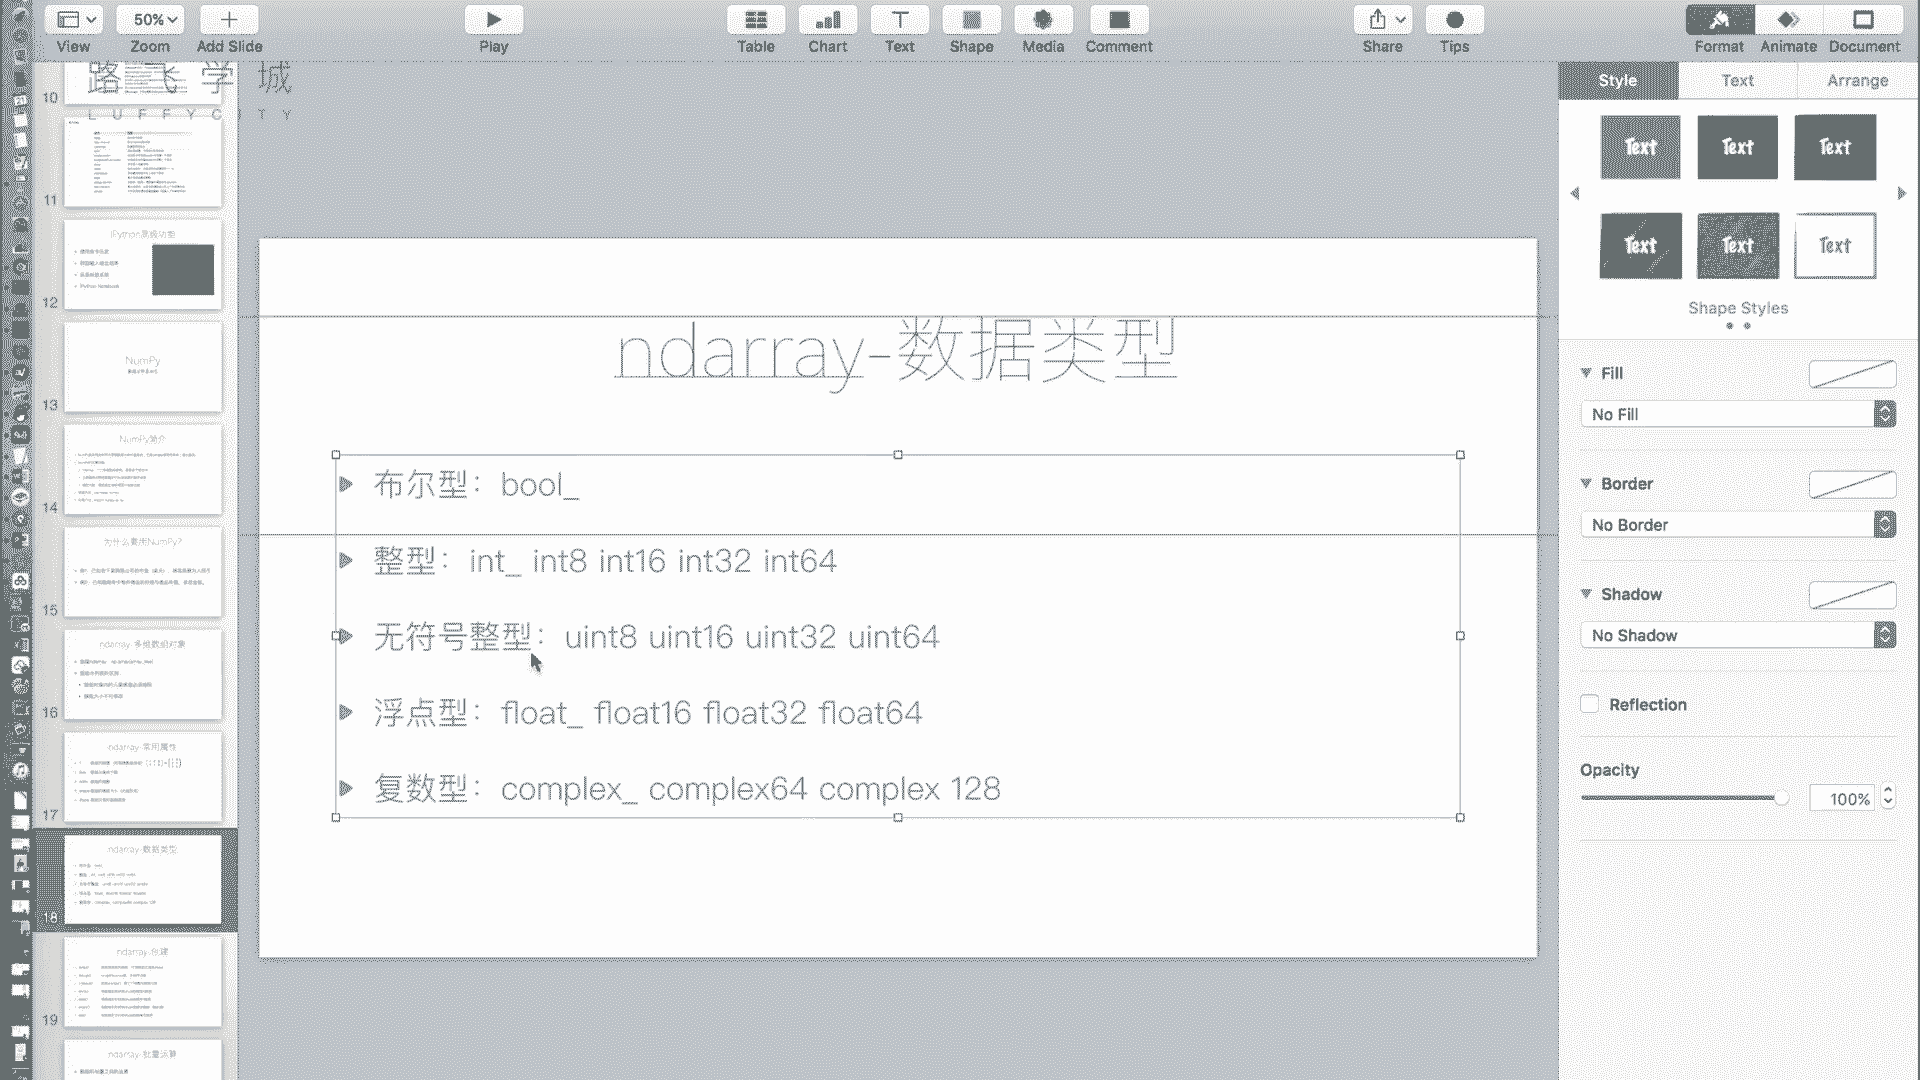 50%
View
Zoom
Add Slide
Play
Table
Chart
Text
Shape
Media
Comment
Share
Tips
Format
Animate
Document
路飞学城
LUFFYCITY
10
11
IPython高级功能
IPython Notebook
12
NumPy
13
NumPy简介
14
为什么要用NumPy?
15
ndarray-多维数组对象
16
ndarray-常用属性
17
ndarray-数据类型
18
ndarray-创建
19
ndarray-批量运算
ndarray-数据类型
布尔型：bool_
整型：int_ int8 int16 int32 int64
无符号整型：uint8 uint16 uint32 uint64
浮点型：float_ float16 float32 float64
复数型：complex_ complex64 complex 128
Style
Text
Arrange
Text
Text
Text
Text
Text
Text
Shape Styles
Fill
No Fill
Border
No Border
Shadow
No Shadow
Reflection
Opacity
100%